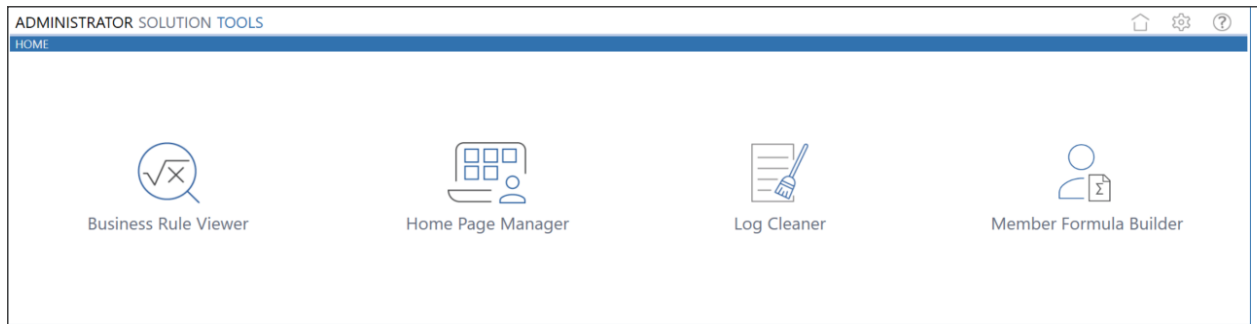 ADMINISTRATOR SOLUTION TOOLS
?
HOME
√x
Business Rule Viewer
Home Page Manager
Log Cleaner
Σ
Member Formula Builder